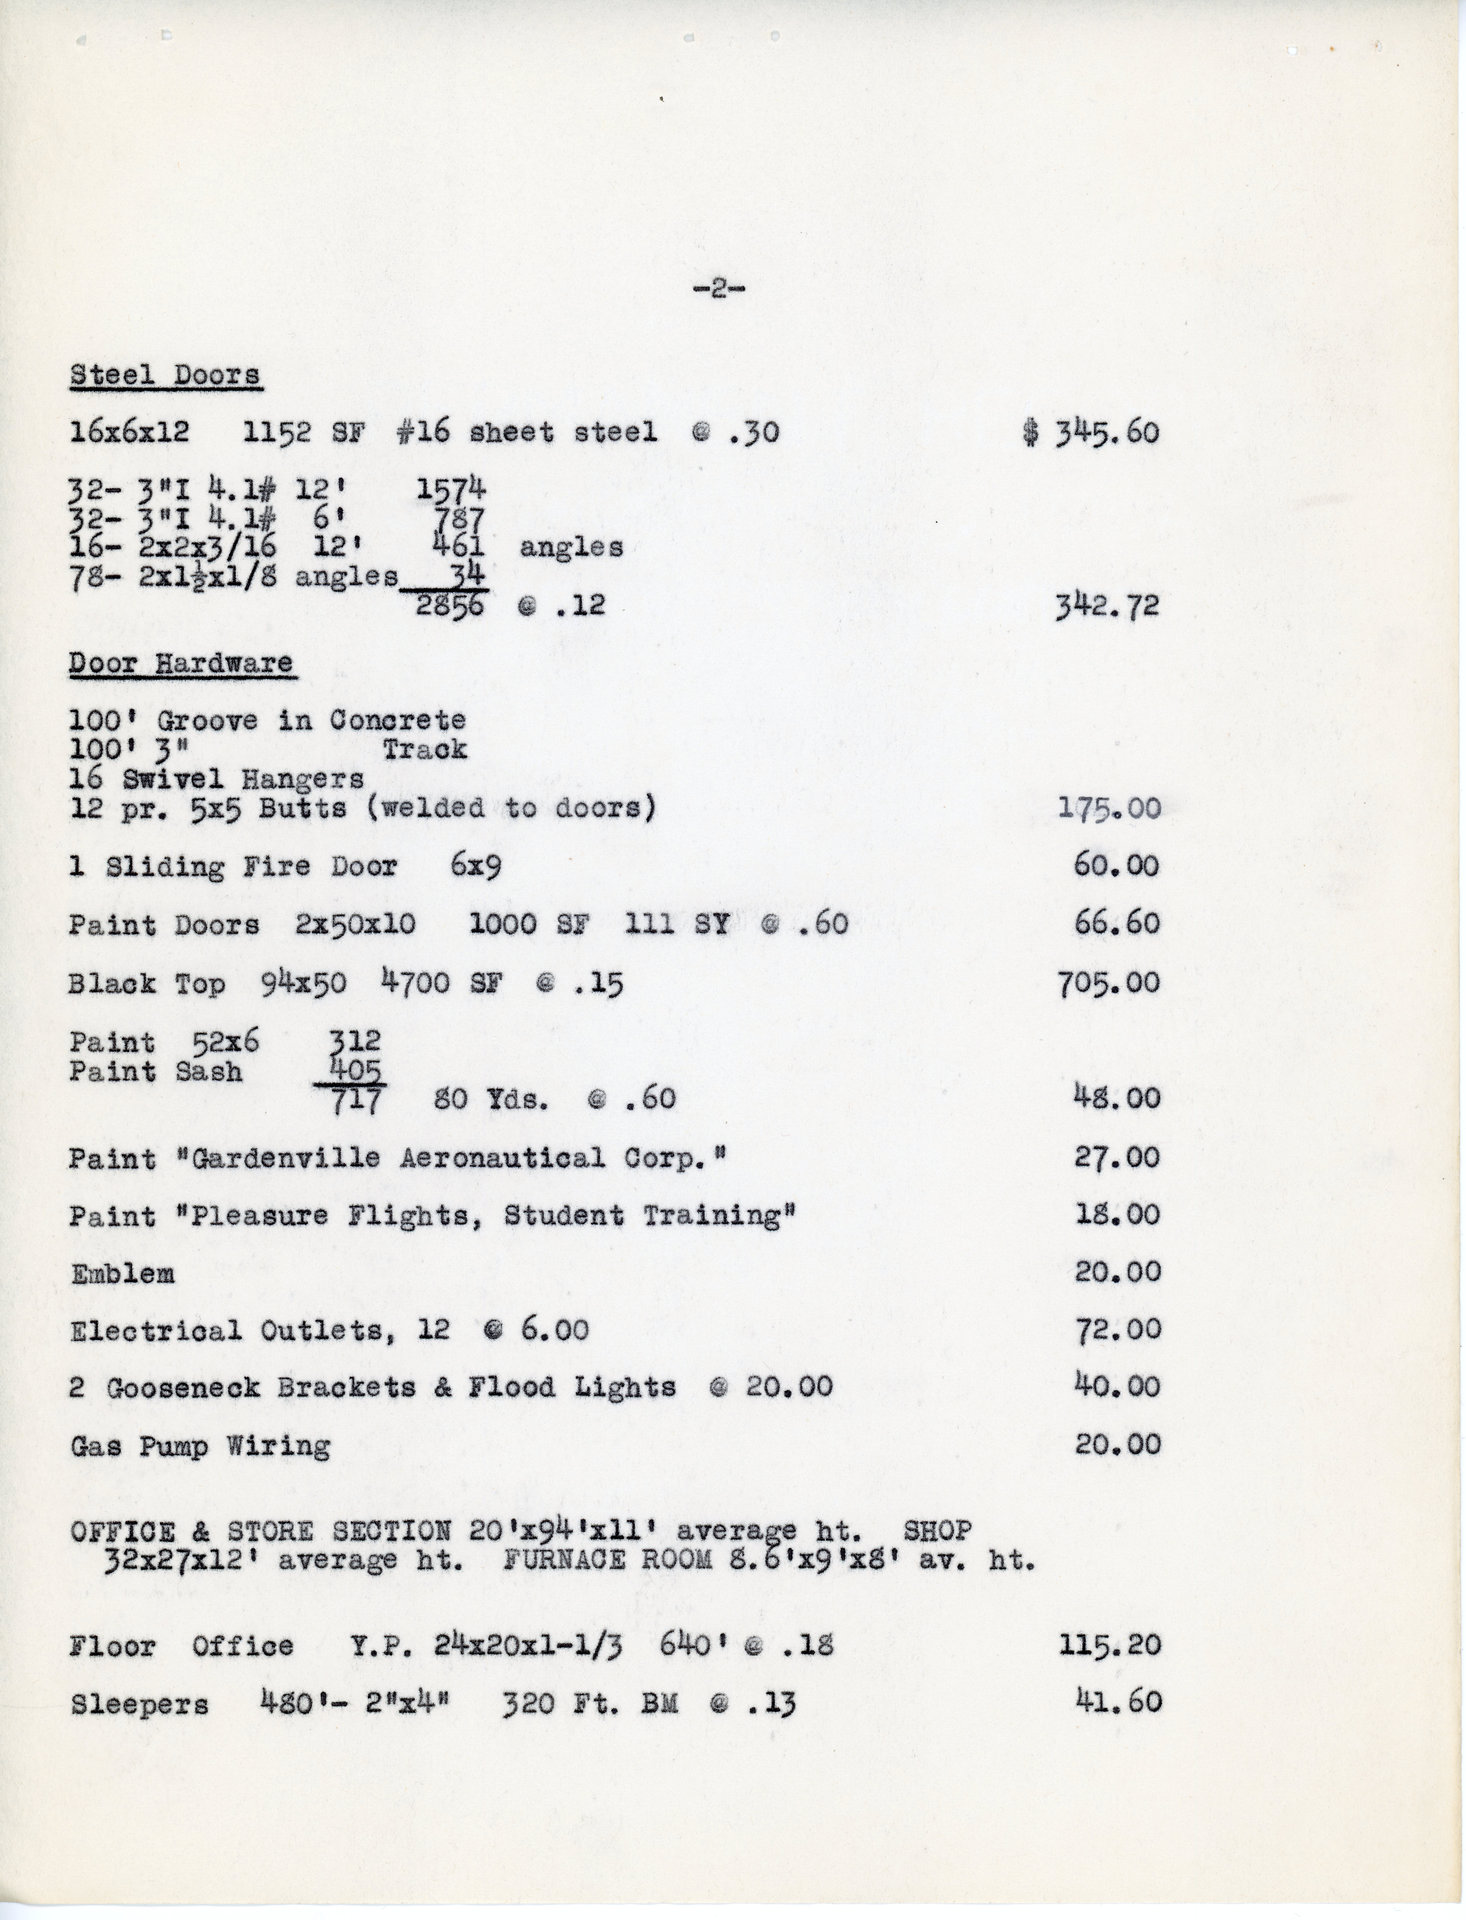 -2-
Steel Doors
16x6x12 1152 SF #16 sheet steel @ .30 $ 345.60
32- 3"I 4.1# 12' 1574
32- 3"I 4.1# 6' 787
16- 2x2x3/16 12' 461 angles
78- 2x1½x1/8 angles 34
2856 @ .12 342.72
Door Hardware
100' Groove in Concrete
100' 3" Track
16 Swivel Hangers
12 pr. 5x5 Butts (welded to doors) 175.00
1 Sliding Fire Door 6x9 60.00
Paint Doors 2x50x10 1000 SF 111 SY @ .60 66.60
Black Top 94x50 4700 SF @ .15 705.00
Paint 52x6 312
Paint Sash 405
717 80 Yds. @ .60 48.00
Paint "Gardenville Aeronautical Corp." 27.00
Paint "Pleasure Flights, Student Training" 18.00
Emblem 20.00
Electrical Outlets, 12 @ 6.00 72.00
2 Gooseneck Brackets & Flood Lights @ 20.00 40.00
Gas Pump Wiring 20.00
OFFICE & STORE SECTION 20'x94'x11' average ht. SHOP
32x27x12' average ht. FURNACE ROOM 8.6'x9'x8' av. ht.
Floor Office Y.P. 24x20x1-1/3 640' @ .18 115.20
Sleepers 480'- 2"x4" 320 Ft. BM @ .13 41.60